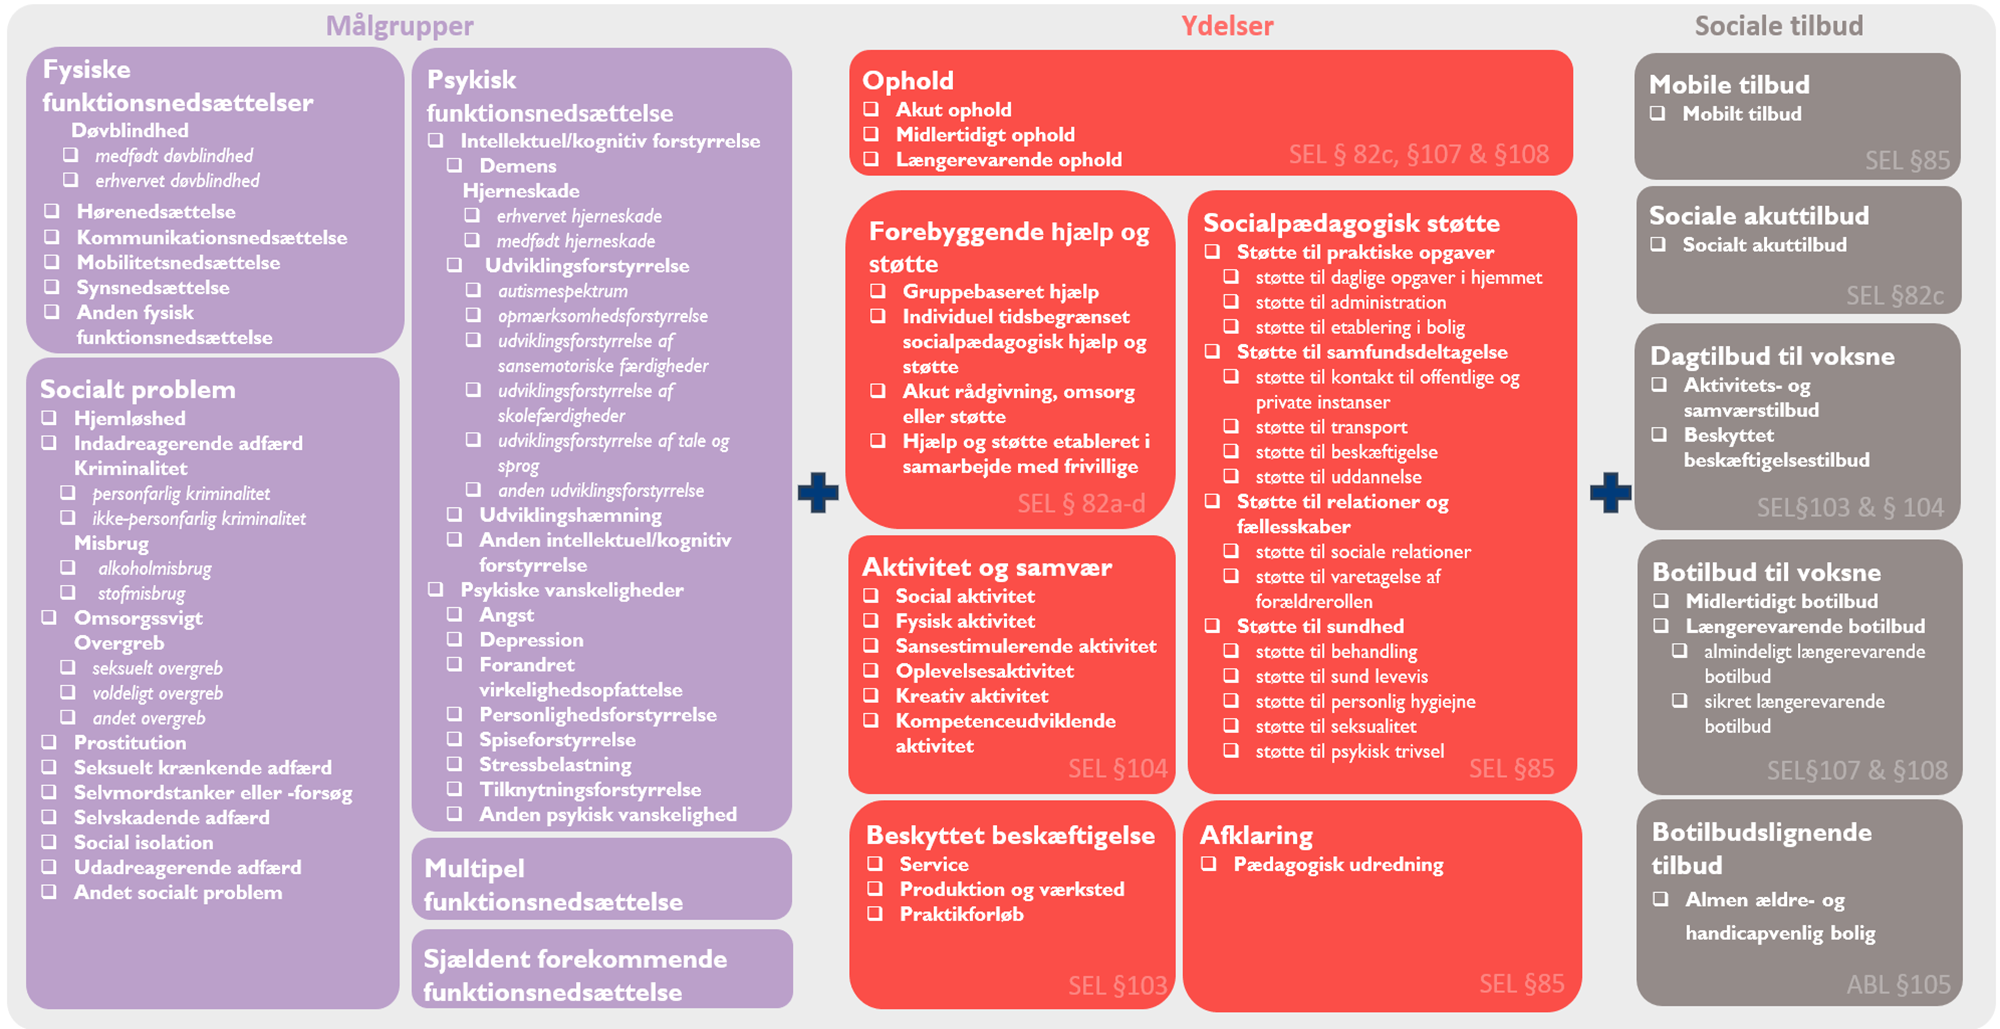 Målgrupper
Fysiske
funktionsnedsættelser
Døvblindhed
medfødt døvblindhed
erhvervet døvblindhed
Hørenedsættelse
Kommunikationsnedsættelse
Mobilitetsnedsættelse
Synsnedsættelse
Anden fysisk
funktionsnedsættelse
Socialt problem
Hjemløshed
Indadreagerende adfærd
Kriminalitet
personfarlig kriminalitet
ikke-personfarlig kriminalitet
Misbrug
alkoholmisbrug
stofmisbrug
Omsorgssvigt
Overgreb
seksuelt overgreb
voldeligt overgreb
andet overgreb
Prostitution
Seksuelt krænkende adfærd
Selvmordstanker eller -forsøg
Selvskadende adfærd
Social isolation
Udadreagerende adfærd
Andet socialt problem
Psykisk
funktionsnedsættelse
Intellektuel/kognitiv forstyrrelse
Demens
Hjerneskade
erhvervet hjerneskade
medfødt hjerneskade
Udviklingsforstyrrelse
autismespektrum
opmærksomhedsforstyrrelse
udviklingsforstyrrelse af
sansemotoriske færdigheder
udviklingsforstyrrelse af
skolefærdigheder
udviklingsforstyrrelse af tale og
sprog
anden udviklingsforstyrrelse
Udviklingshæmning
Anden intellektuel/kognitiv
forstyrrelse
Psykiske vanskeligheder
Angst
Depression
Forandret
virkelighedsopfattelse
Personlighedsforstyrrelse
Spiseforstyrrelse
Stressbelastning
Tilknytningsforstyrrelse
Anden psykisk vanskelighed
Multipel
funktionsnedsættelse
Sjældent forekommende
funktionsnedsættelse
Ydelser
Ophold
Akut ophold
Midlertidigt ophold
Længerevarende ophold
SEL § 82c, §107 & §108
Forebyggende hjælp og
støtte
Gruppebaseret hjælp
Individuel tidsbegrænset
socialpædagogisk hjælp og
støtte
Akut rådgivning, omsorg
eller støtte
Hjælp og støtte etableret i
samarbejde med frivillige
SEL § 82a-d
Aktivitet og samvær
Social aktivitet
Fysisk aktivitet
Sansestimulerende aktivitet
Oplevelsesaktivitet
Kreativ aktivitet
Kompetenceudviklende
aktivitet
SEL §104
Beskyttet beskæftigelse
Service
Produktion og værksted
Praktikforløb
SEL §103
Socialpædagogisk støtte
Støtte til praktiske opgaver
støtte til daglige opgaver i hjemmet
støtte til administration
støtte til etablering i bolig
Støtte til samfundsdeltagelse
støtte til kontakt til offentlige og
private instanser
støtte til transport
støtte til beskæftigelse
støtte til uddannelse
Støtte til relationer og
fællesskaber
støtte til sociale relationer
støtte til varetagelse af
forældrerollen
Støtte til sundhed
støtte til behandling
støtte til sund levevis
støtte til personlig hygiejne
støtte til seksualitet
støtte til psykisk trivsel
SEL §85
Afklaring
Pædagogisk udredning
SEL §85
Sociale tilbud
Mobile tilbud
Mobilt tilbud
SEL §85
Sociale akuttilbud
Socialt akuttilbud
SEL §82c
Dagtilbud til voksne
Aktivitets- og
samværstilbud
Beskyttet
beskæftigelsestilbud
SEL§103 & § 104
Botilbud til voksne
Midlertidigt botilbud
Længerevarende botilbud
almindeligt længerevarende
botilbud
sikret længerevarende
botilbud
SEL§107 & §108
Botilbudslignende
tilbud
Almen ældre- og
handicapvenlig bolig
ABL §105